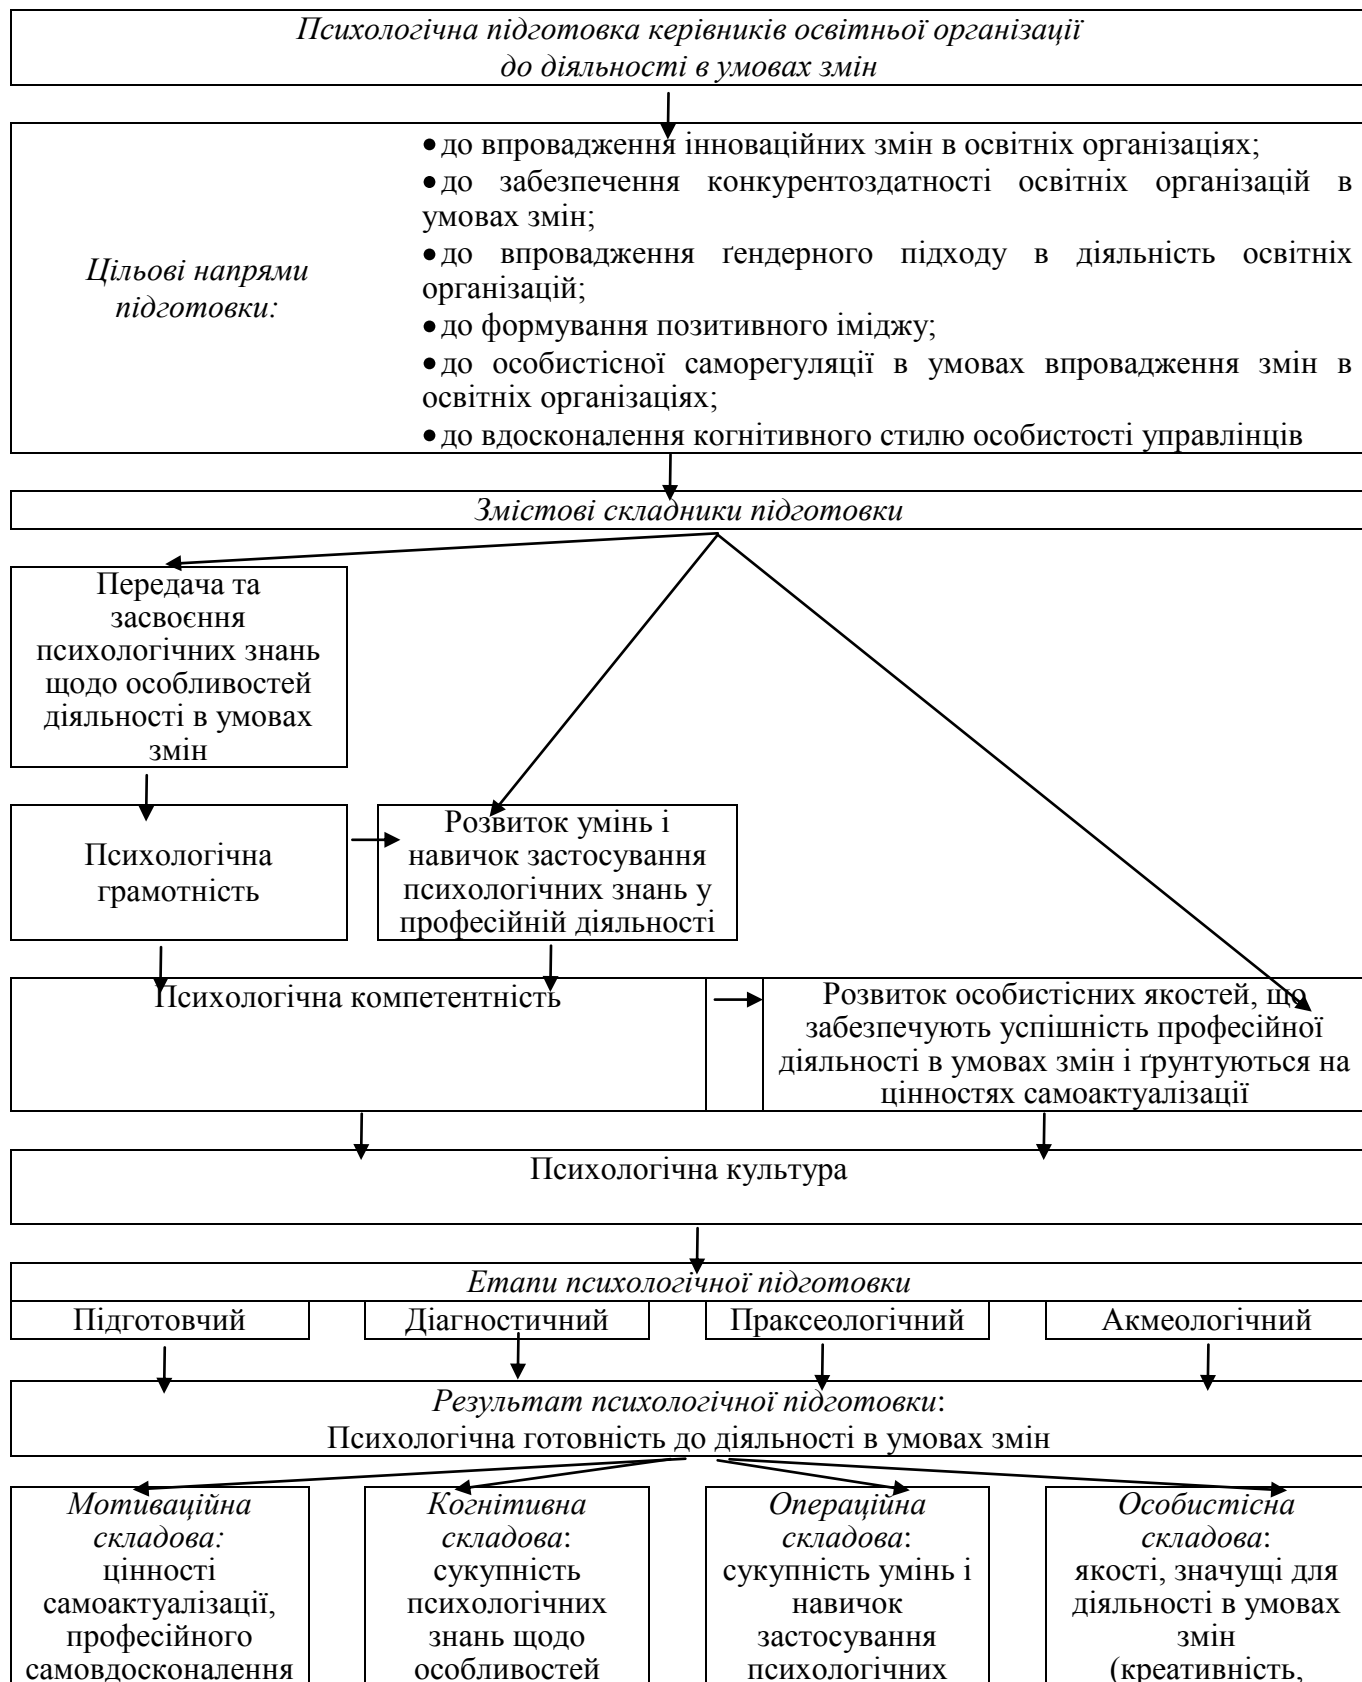 Психологічна підготовка керівників освітньої організації
до діяльності в умовах змін
Цільові напрями
підготовки:
•до впровадження інноваційних змін в освітніх організаціях;
•до забезпечення конкурентоздатності освітніх організацій в
умовах змін;
•до впровадження ґендерного підходу в діяльність освітніх
організацій;
•до формування позитивного іміджу;
•до особистісної саморегуляції в умовах впровадження змін в
освітніх організаціях;
•до вдосконалення когнітивного стилю особистості управлінців
Змістові складники підготовки
Передача та
засвоєння
психологічних знань
щодо особливостей
діяльності в умовах
змін
Психологічна
грамотність
Розвиток умінь і
навичок застосування
психологічних знань у
професійній діяльності
Психологічна компетентність
Розвиток особистісних якостей, що
забезпечують успішність професійної
діяльності в умовах змін і ґрунтуються на
цінностях самоактуалізації
Психологічна культура
Етапи психологічної підготовки
Підготовчий
Діагностичний
Праксеологічний
Акмеологічний
Результат психологічної підготовки:
Психологічна готовність до діяльності в умовах змін
Мотиваційна
складова:
цінності
самоактуалізації,
професійного
самовдосконалення
Когнітивна
складова:
сукупність
психологічних
знань щодо
особливостей
Операційна
складова:
сукупність умінь і
навичок
застосування
психологічних
Особистісна
складова:
якості, значущі для
діяльності в умовах
змін
(креативність,